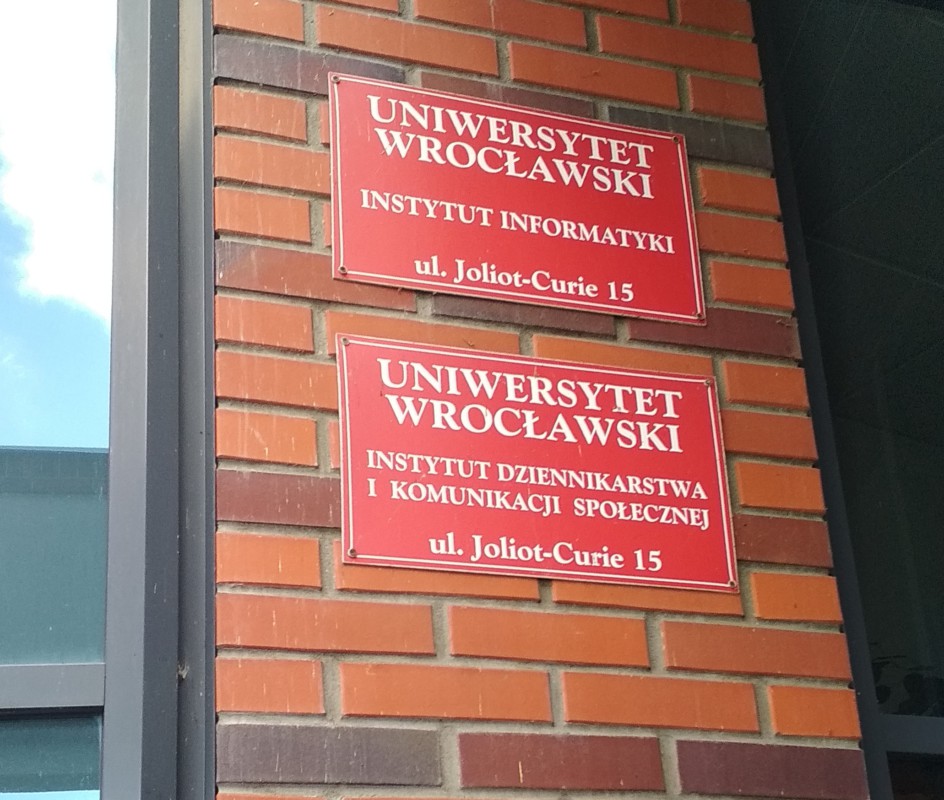 UNIWERSYTET
WROCŁAWSKI
INSTYTUT INFORMATYKI
ul. Joliot-Curie 15
UNIWERSYTET
WROCŁAWSKI
INSTYTUT DZIENNIKARSTWA
I KOMUNIKACJI SPOŁECZNEJ
ul. Joliot-Curie 15